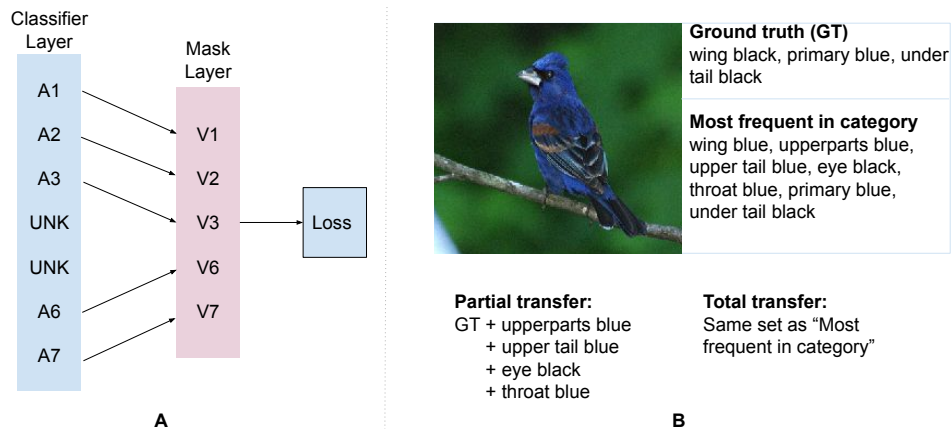 Classifier
Layer
A1
A2
A3
UNK
UNK
A6
A7
Mask
Layer
V1
V2
V3
V6
V7
Loss
A
Ground truth (GT)
wing black, primary blue, under
tail black
Most frequent in category
wing blue, upperparts blue,
upper tail blue, eye black,
throat blue, primary blue,
under tail black
Partial transfer:
GT + upperparts blue
+ upper tail blue
+ eye black
+ throat blue
Total transfer:
Same set as “Most
frequent in category”
B